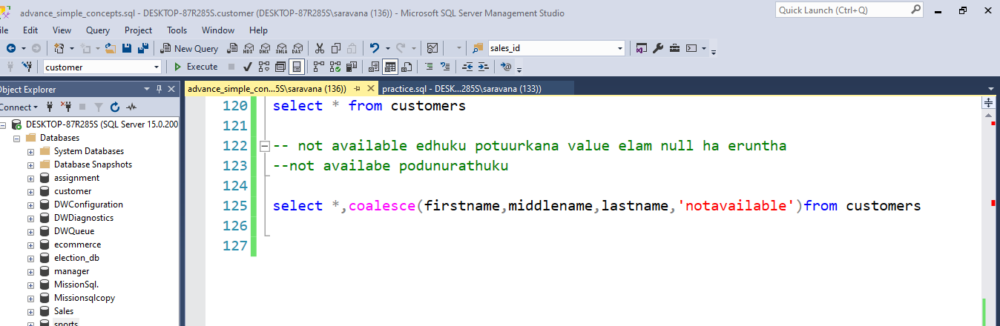 advance_simple_concepts.sql - DESKTOP-87R285S.customer (DESKTOP-87R285S\saravana (136)) - Microsoft SQL Server Management Studio
Quick Launch (Ctrl+Q)
ile Edit View Query Project Tools Window Help
New Query MDX DMX XMLA DAX sales_id
customer Execute
Object Explorer
advance_simple_con...5S\saravana (136)) practice.sql - DESK...285S\saravana (133))
Connect
DESKTOP-87R285S (SQL Server 15.0.200
Databases
System Databases
Database Snapshots
assignment
customer
DWConfiguration
DWDiagnostics
DWQueue
ecommerce
election_db
manager
MissionSql.
Missionsqlcopy
Sales
sports
120 select * from customers
121
122 -- not available edhuku potuurkana value elam null ha eruntha
123 --not availabe podunurathuku
124
125 select *,coalesce(firstname,middlename,lastname,'notavailable')from customers
126
127